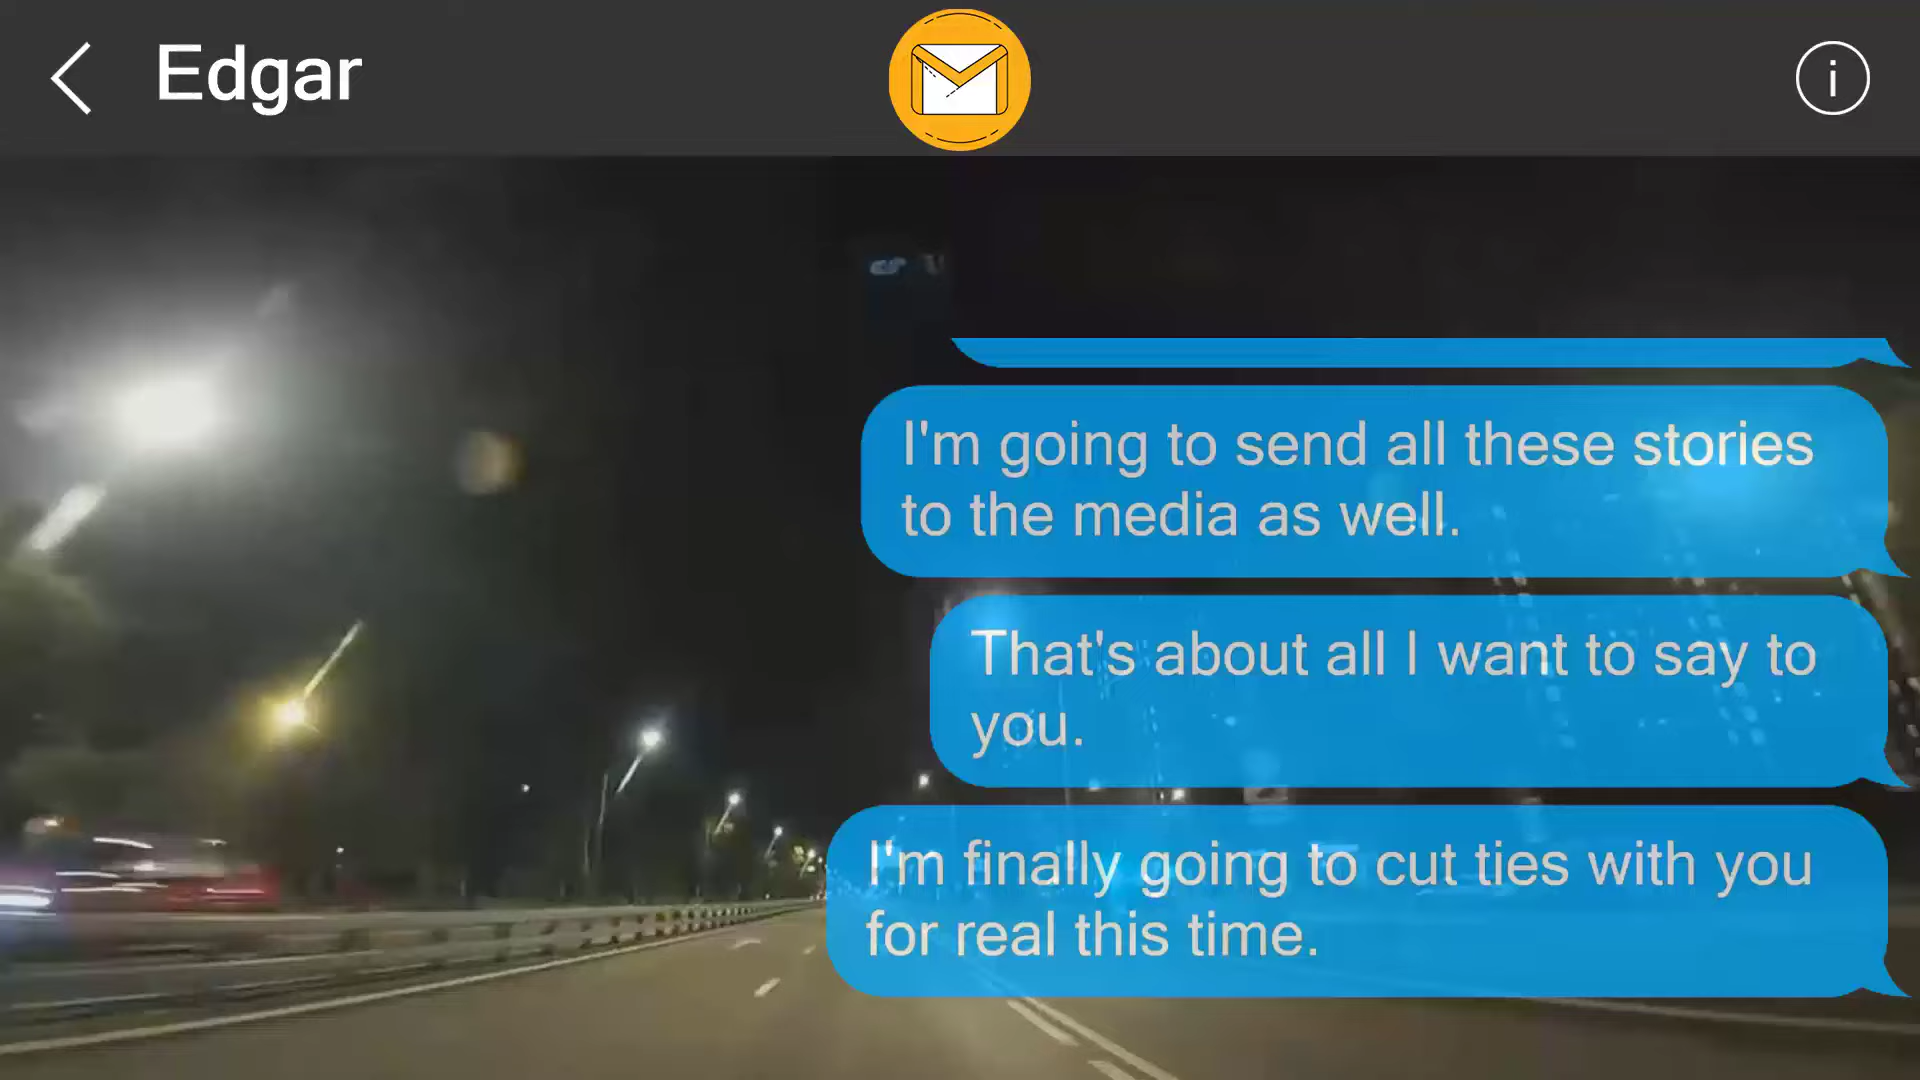 Edgar
I'm going to send all these stories
to the media as well.
That's about all I want to say to
you.
I'm finally going to cut ties with you
for real this time.